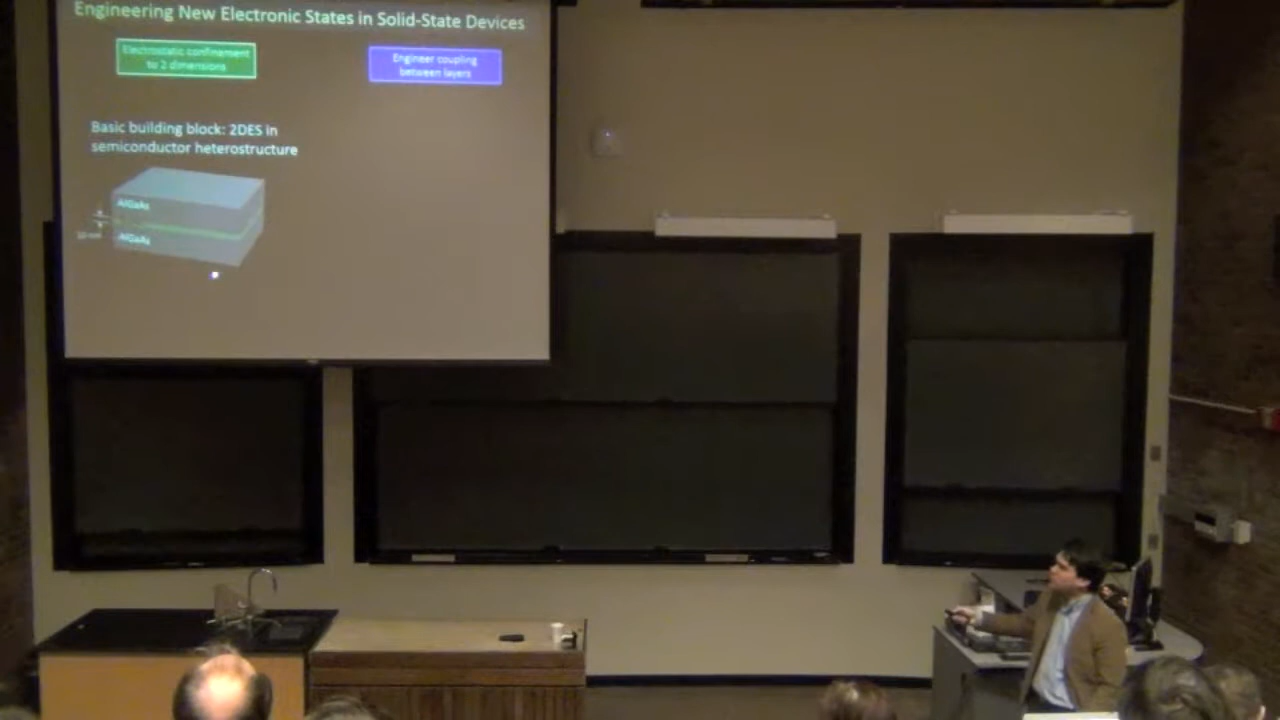 Engineering New Electronic States in Solid-State Devices
Electrostatic confinement
to 2 dimensions
Engineer coupling
between layers
Basic building block: 2DES in
semiconductor heterostructure
AlGaAs
AlGaAs